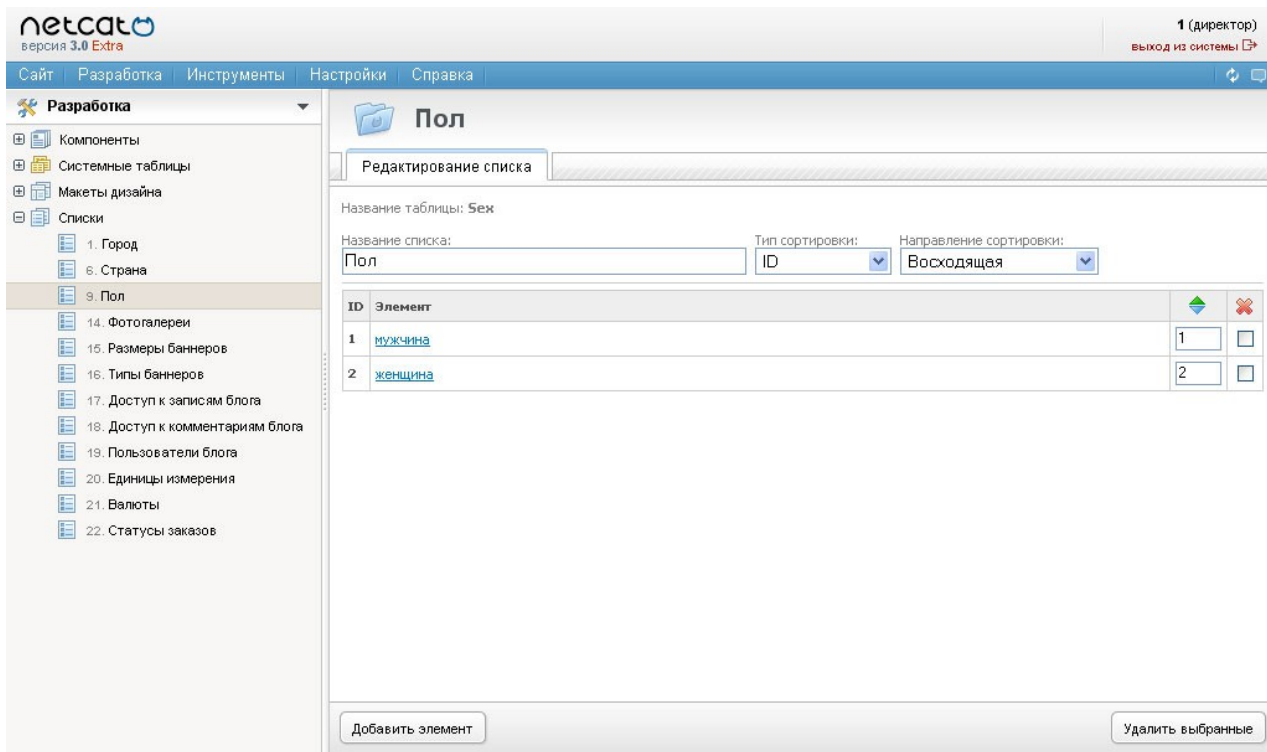 netcat
версия 3.0 Extra
1 (директор)
выход из системы
Сайт Разработка Инструменты Настройки Справка
Разработка
Компоненты
Системные таблицы
Макеты дизайна
Списки
1. Город
6. Страна
9. Пол
14. Фотогалереи
15. Размеры баннеров
16. Типы баннеров
17. Доступ к записям блога
18. Доступ к комментариям блога
19. Пользователи блога
20. Единицы измерения
21. Валюты
22. Статусы заказов
Пол
Редактирование списка
Название таблицы: Sex
Название списка: Тип сортировки: Направление сортировки:
Пол ID Восходящая
ID Элемент
1 мужчина 1
2 женщина 2
Добавить элемент Удалить выбранные